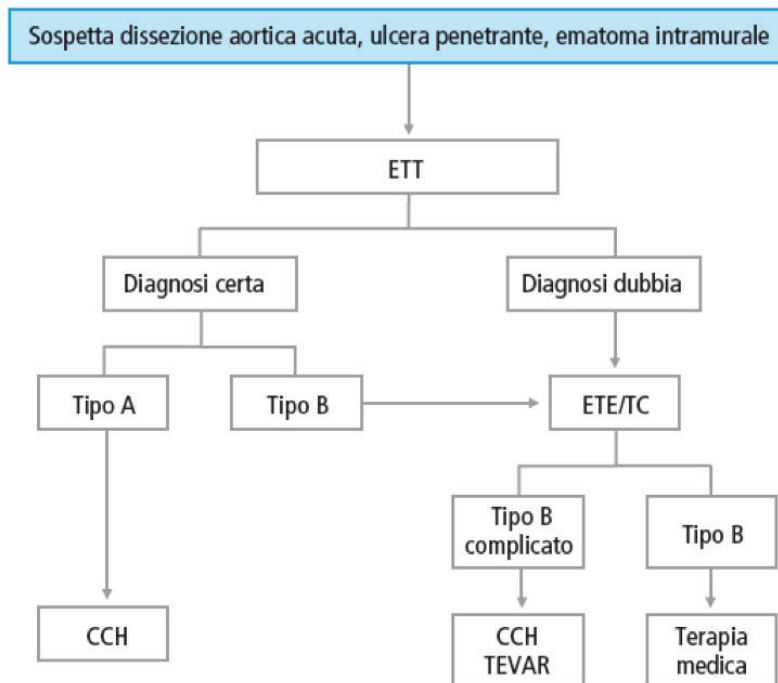 Sospetta dissezione aortica acuta, ulcera penetrante, ematoma intramurale
ETT
Diagnosi certa
Diagnosi dubbia
Tipo A
Tipo B
ETE/TC
Tipo B
complicato
Tipo B
CCH
CCH
TEVAR
Terapia
medica